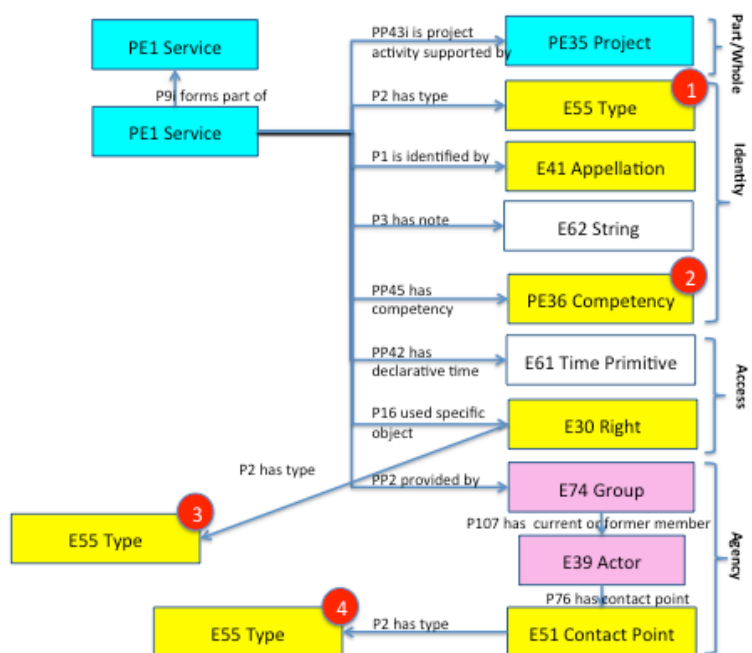 PE1 Service
P9i forms part of
PE1 Service
PP43i is project
activity supported by
PE35 Project
Part/Whole
P2 has type
E55 Type
1
P1 is identified by
E41 Appellation
Identity
P3 has note
E62 String
PP45 has
competency
PE36 Competency
2
PP42 has
declarative time
E61 Time Primitive
Access
P16 used specific
object
E30 Right
P2 has type
E55 Type
3
PP2 provided by
E74 Group
P107 has current or former member
E39 Actor
Agency
P76 has contact point
E51 Contact Point
P2 has type
E55 Type
4